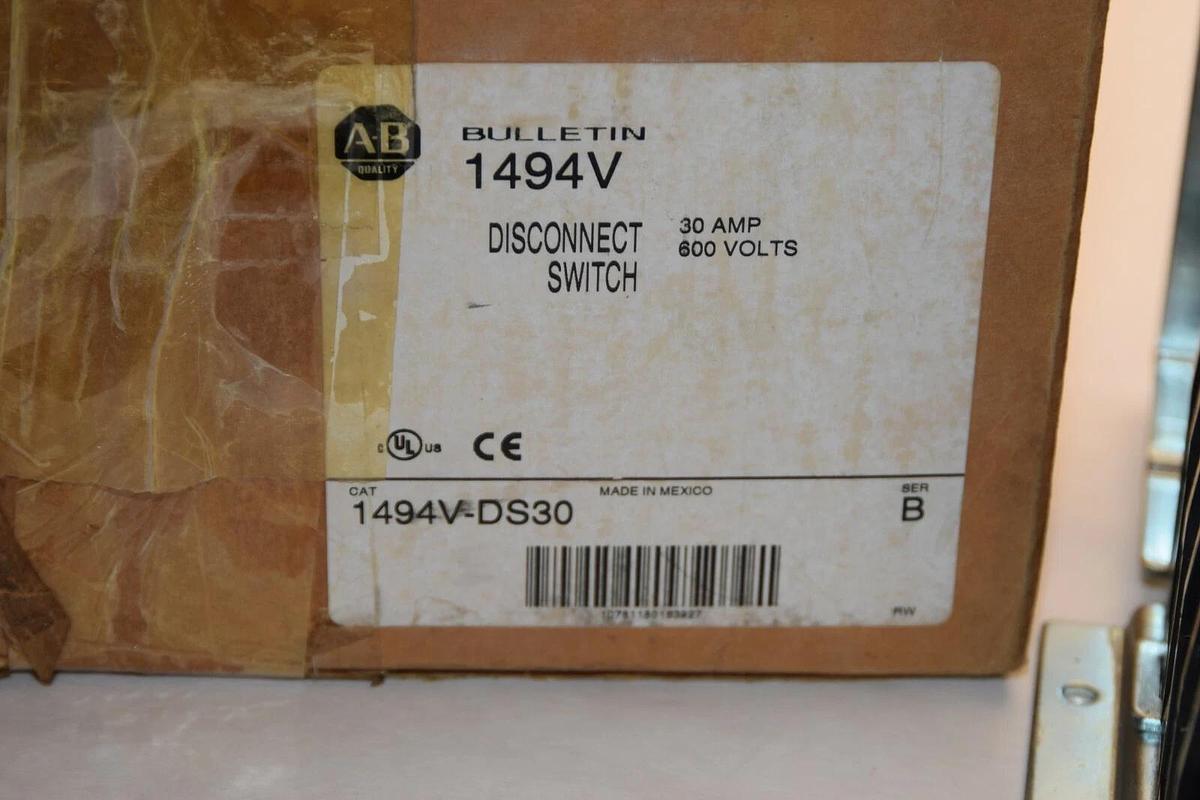 A-B
QUALITY
BULLETIN
1494V
DISCONNECT
SWITCH
30 AMP
600 VOLTS
C UL US CE
CAT
1494V-DS30
MADE IN MEXICO
SER
B
RW